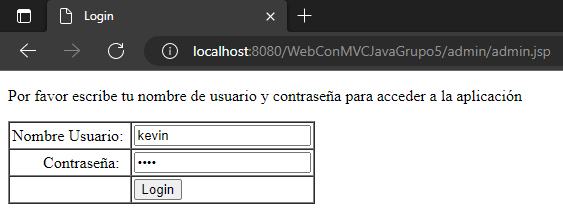 Login
localhost:8080/WebConMVCJavaGrupo5/admin/admin.jsp
Por favor escribe tu nombre de usuario y contraseña para acceder a la aplicación
Nombre Usuario: kevin
Contraseña: ••••
Login